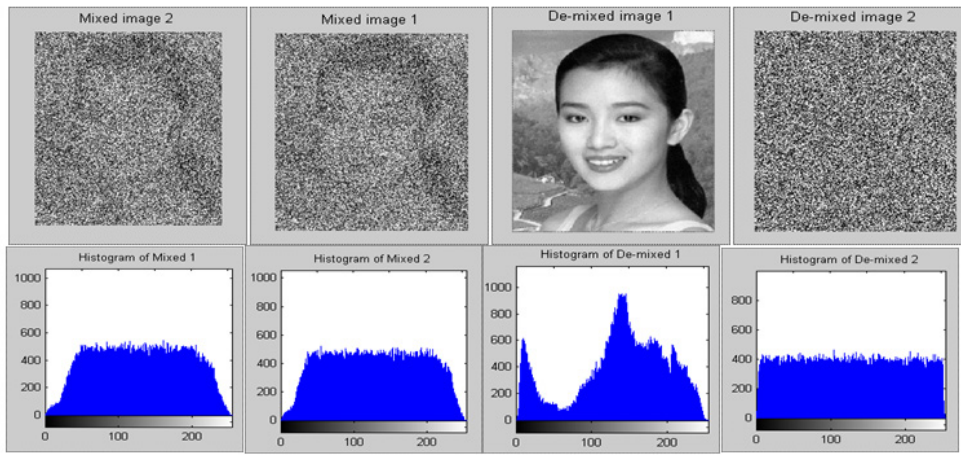 Mixed image 2
Mixed image 1
De-mixed image 1
De-mixed image 2
Histogram of Mixed 1
1000
800
600
400
200
0
0 100 200
Histogram of Mixed 2
1000
800
600
400
200
0
0 100 200
Histogram of De-mixed 1
1000
800
600
400
200
0
0 100 200
Histogram of De-mixed 2
800
600
400
200
0
0 100 200